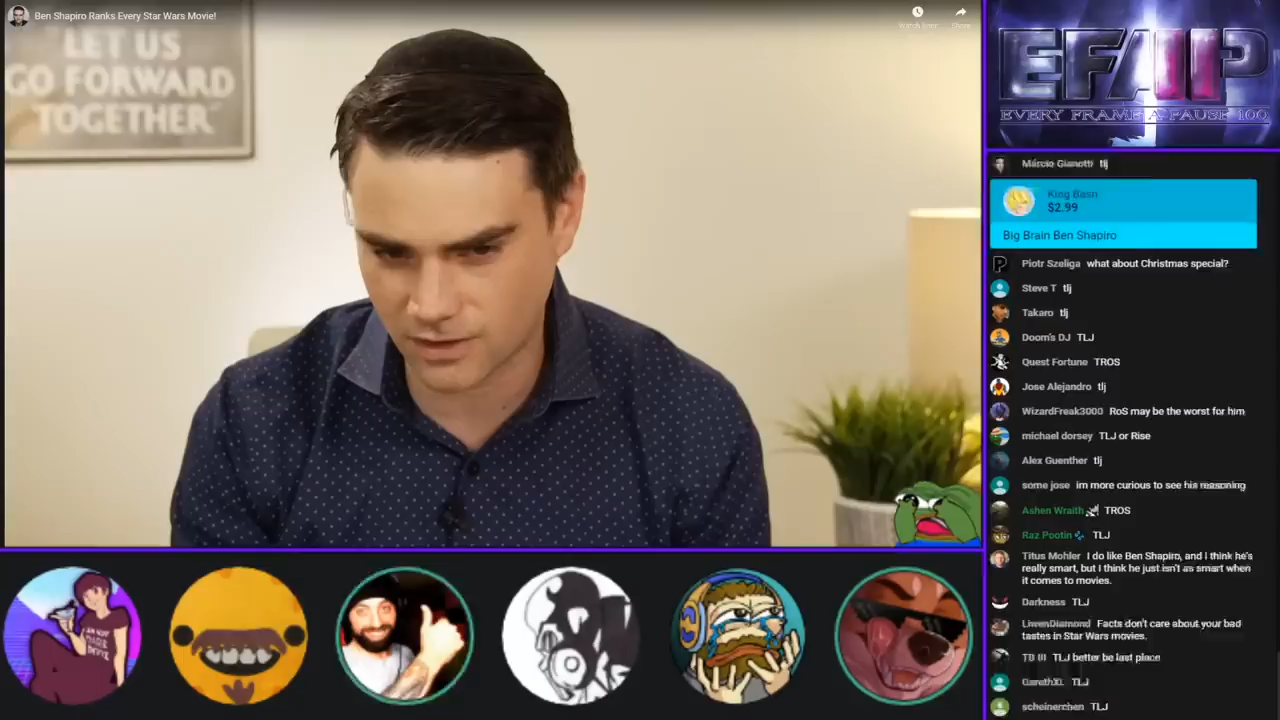 Ben Shapiro Ranks Every Star Wars Movie!
Watch later
Share
LET US
GO FORWARD
TOGETHER"
EFAP
EVERY FRAME A PAUSE 100
Márcio Gianotti tlj
King Basn
$2.99
Big Brain Ben Shapiro
Piotr Szeliga what about Christmas special?
Steve T tlj
Takaro tlj
Doom's DJ TLJ
Quest Fortune TROS
Jose Alejandro tlj
WizardFreak3000 RoS may be the worst for him
michael dorsey TLJ or Rise
Alex Guenther tlj
some jose im more curious to see his reasoning
Ashen Wraith TROS
Raz Pootin TLJ
Titus Mohler I do like Ben Shapiro, and I think he's
really smart, but I think he just isn't as smart when
it comes to movies.
Darkness TLJ
Facts don't care about your bad
tastes in Star Wars movies.
TLJ better be last place
TLJ
scheinerchen TLJ